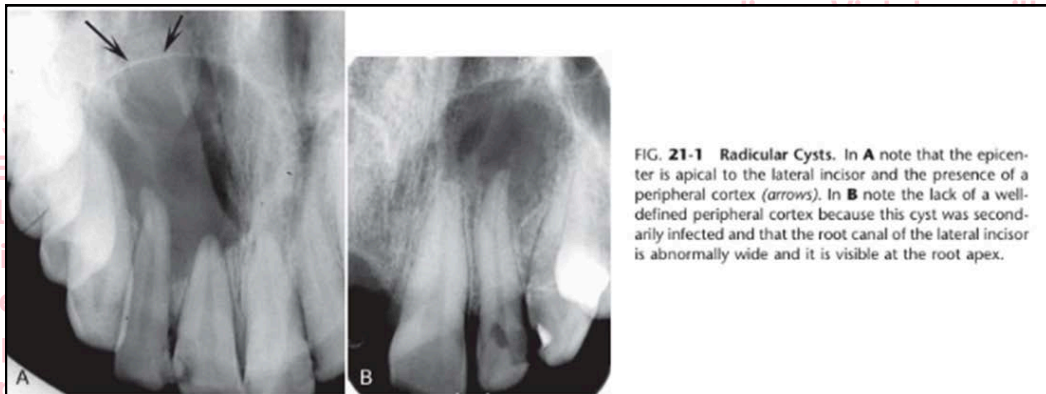 FIG. 21-1 Radicular Cysts. In A note that the epicen-
ter is apical to the lateral incisor and the presence of a
peripheral cortex (arrows). In B note the lack of a well-
defined peripheral cortex because this cyst was second-
arily infected and that the root canal of the lateral incisor
is abnormally wide and it is visible at the root apex.
A
B